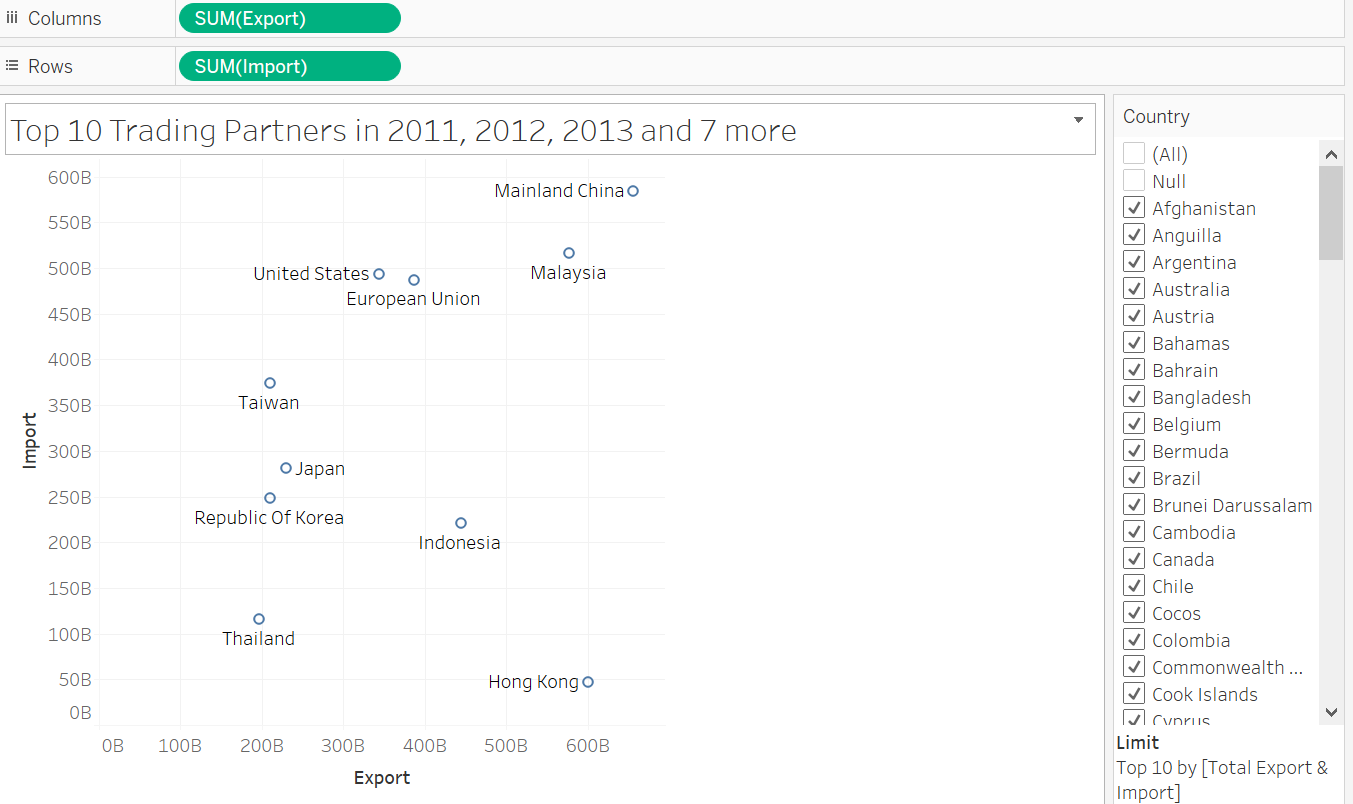 Columns
SUM(Export)
Rows
SUM(Import)
Top 10 Trading Partners in 2011, 2012, 2013 and 7 more
600B
550B
500B
450B
400B
350B
300B
250B
200B
150B
100B
50B
0B
Import
Mainland China
Malaysia
United States
European Union
Taiwan
Japan
Republic Of Korea
Indonesia
Thailand
Hong Kong
0B 100B 200B 300B 400B 500B 600B
Export
Country
(All)
Null
Afghanistan
Anguilla
Argentina
Australia
Austria
Bahamas
Bahrain
Bangladesh
Belgium
Bermuda
Brazil
Brunei Darussalam
Cambodia
Canada
Chile
Cocos
Colombia
Commonwealth ...
Cook Islands
Cyprus
Limit
Top 10 by [Total Export &
Import]